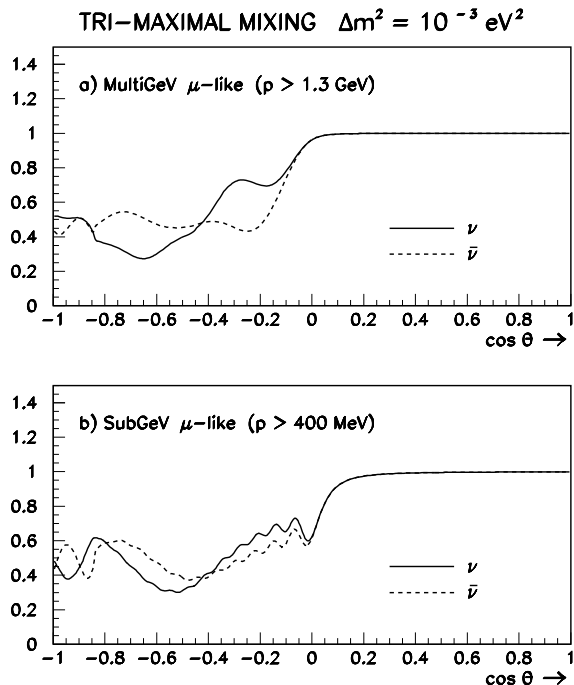 TRI-MAXIMAL MIXING Δm² = 10⁻³ eV²
1.4
a) MultiGeV μ-like (p > 1.3 GeV)
1.2
1
0.8
0.6
0.4
ν
ν̄
0.2
0
-1 -0.8 -0.6 -0.4 -0.2 0 0.2 0.4 0.6 0.8 1
cos θ →
1.4
b) SubGeV μ-like (p > 400 MeV)
1.2
1
0.8
0.6
0.4
ν
ν̄
0.2
0
-1 -0.8 -0.6 -0.4 -0.2 0 0.2 0.4 0.6 0.8 1
cos θ →